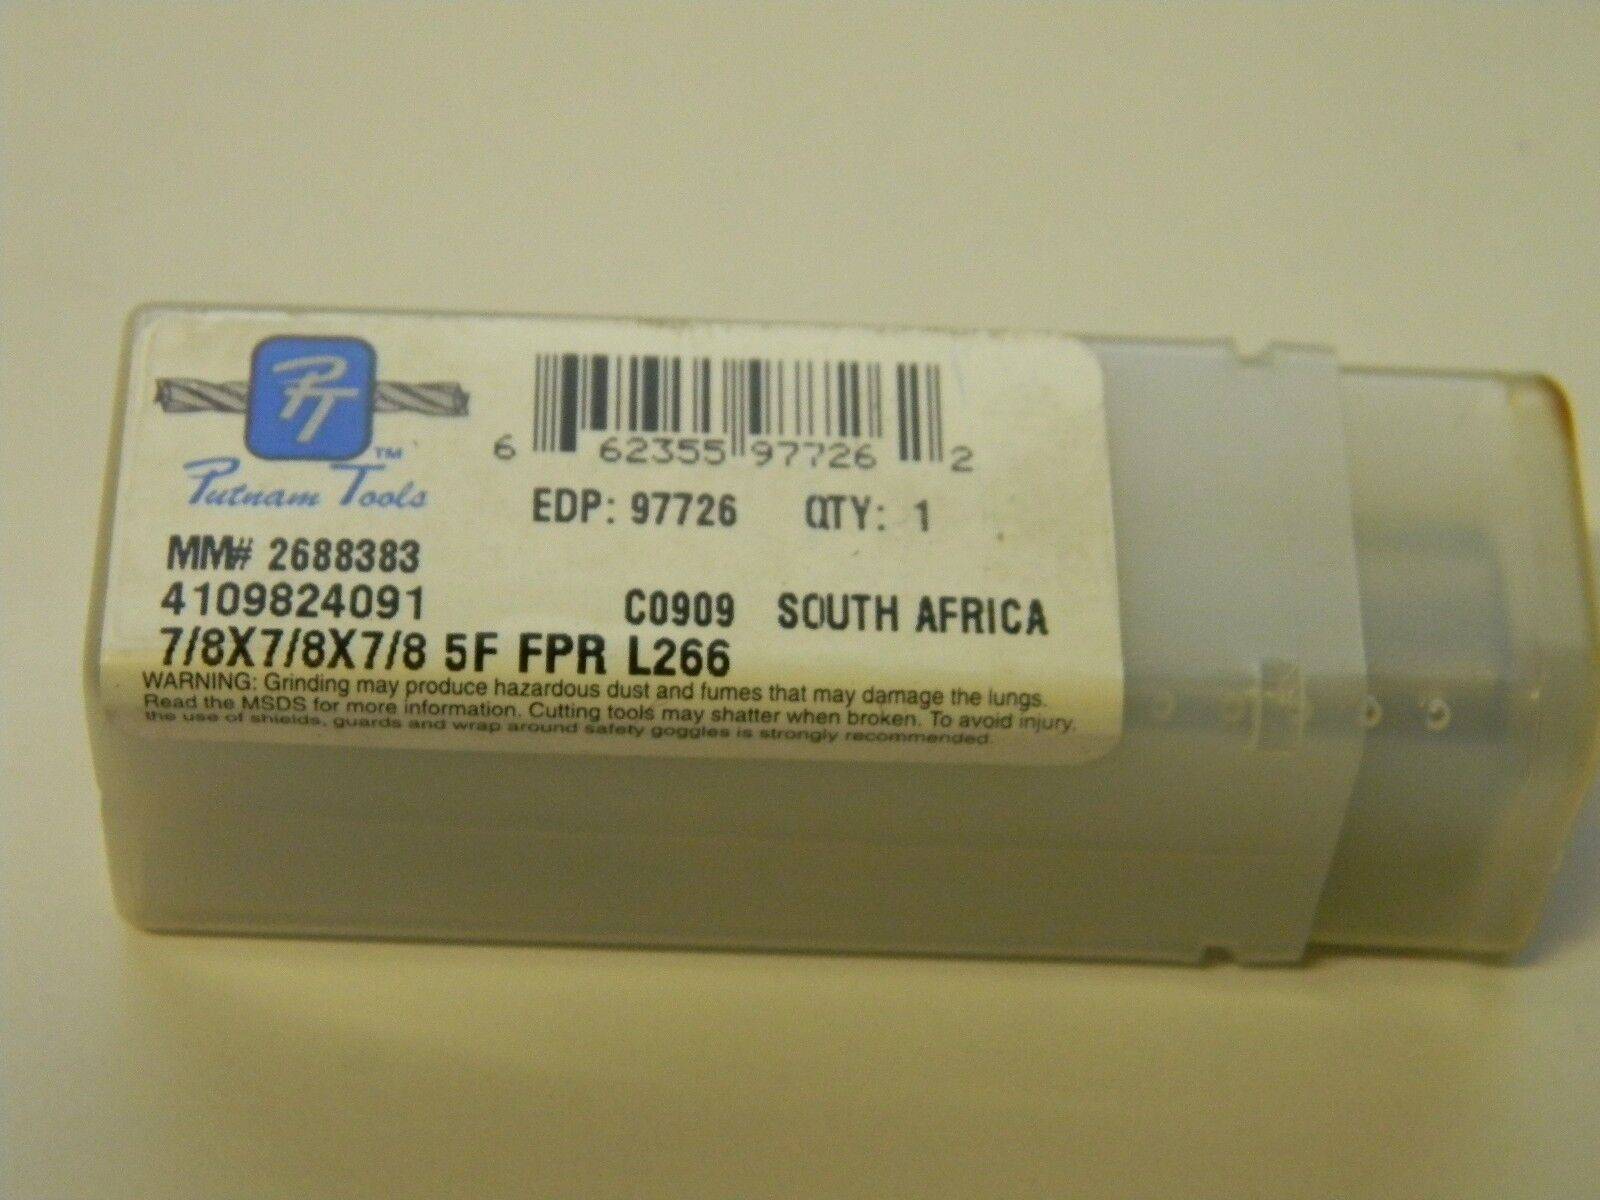 PT
TM
Putnam Tools
6 62355 97726 2
EDP: 97726 QTY: 1
MM# 2688383
4109824091 C0909 SOUTH AFRICA
7/8X7/8X7/8 5F FPR L266
WARNING: Grinding may produce hazardous dust and fumes that may damage the lungs.
Read the MSDS for more information. Cutting tools may shatter when broken. To avoid injury,
the use of shields, guards and wrap around safety goggles is strongly recommended.